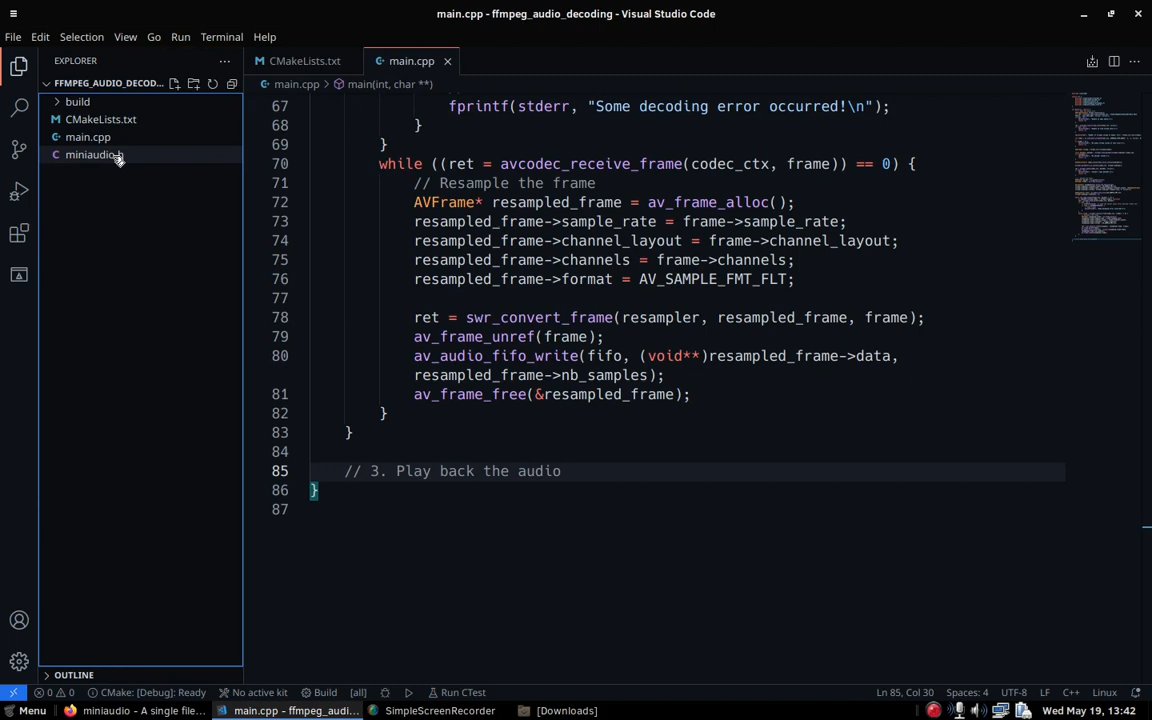 main.cpp - ffmpeg_audio_decoding - Visual Studio Code
File Edit Selection View Go Run Terminal Help
EXPLORER
FFMPEG_AUDIO_DECOD...
build
CMakeLists.txt
main.cpp
miniaudio.h
OUTLINE
CMakeLists.txt main.cpp
main.cpp > main(int, char **)
67 fprintf(stderr, "Some decoding error occurred!\n");
68 }
69 }
70 while ((ret = avcodec_receive_frame(codec_ctx, frame)) == 0) {
71 // Resample the frame
72 AVFrame* resampled_frame = av_frame_alloc();
73 resampled_frame->sample_rate = frame->sample_rate;
74 resampled_frame->channel_layout = frame->channel_layout;
75 resampled_frame->channels = frame->channels;
76 resampled_frame->format = AV_SAMPLE_FMT_FLT;
77
78 ret = swr_convert_frame(resampler, resampled_frame, frame);
79 av_frame_unref(frame);
80 av_audio_fifo_write(fifo, (void**)resampled_frame->data,
resampled_frame->nb_samples);
81 av_frame_free(&resampled_frame);
82 }
83 }
84
85 // 3. Play back the audio
86 }
87
0 0 CMake: [Debug]: Ready No active kit Build [all] Run CTest Ln 85, Col 30 Spaces: 4 UTF-8 LF C++ Linux
Menu miniaudio - A single file... main.cpp - ffmpeg_audi... SimpleScreenRecorder [Downloads] Wed May 19, 13:42